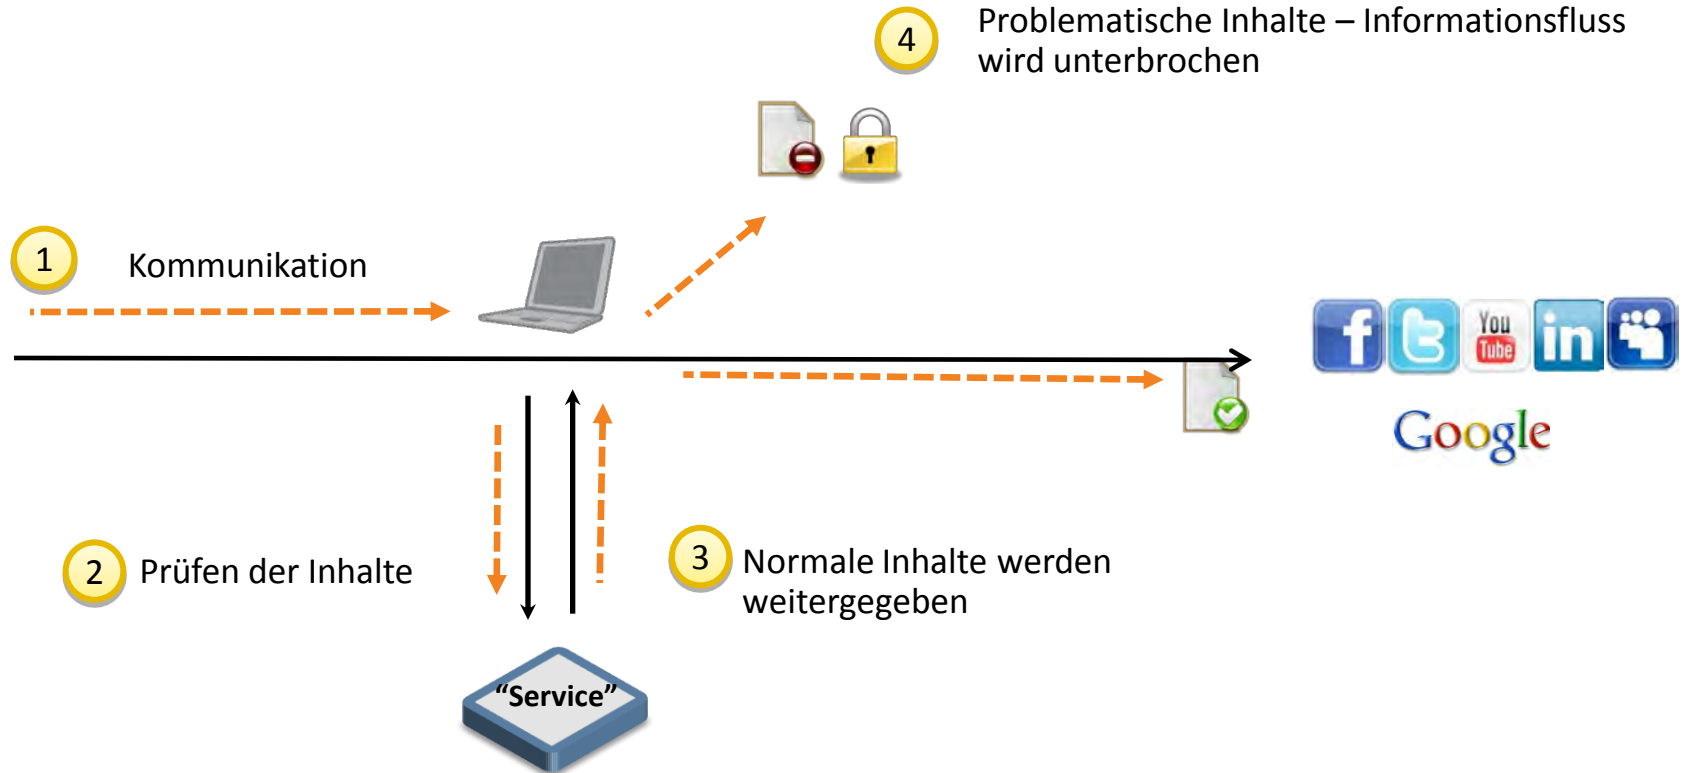 4
Problematische Inhalte – Informationsfluss
wird unterbrochen
1
Kommunikation
f
t
You
Tube
in
Google
2
Prüfen der Inhalte
3
Normale Inhalte werden
weitergegeben
“Service”